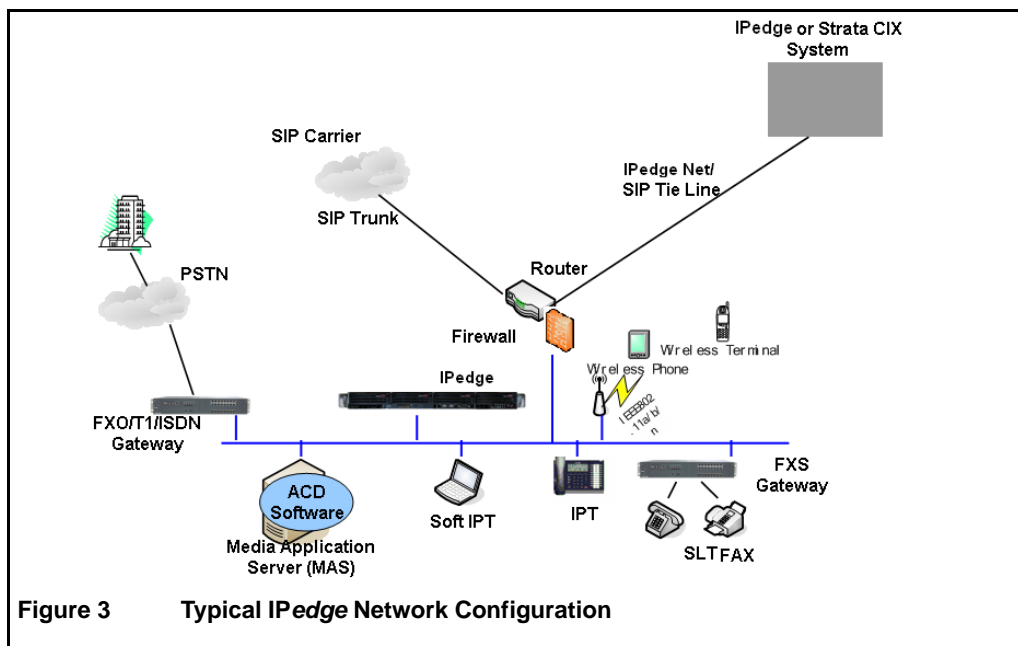 IPedge or Strata CIX
System
SIP Carrier
IPedge Net/
SIP Tie Line
SIP Trunk
PSTN
Router
Firewall
Wireless Terminal
Wireless Phone
IEEE802
.11a/b/
n
IPedge
FXO/T1/ISDN
Gateway
FXS
Gateway
ACD
Software
Soft IPT
IPT
Media Application
Server (MAS)
SLT
FAX
Figure 3 Typical IPedge Network Configuration